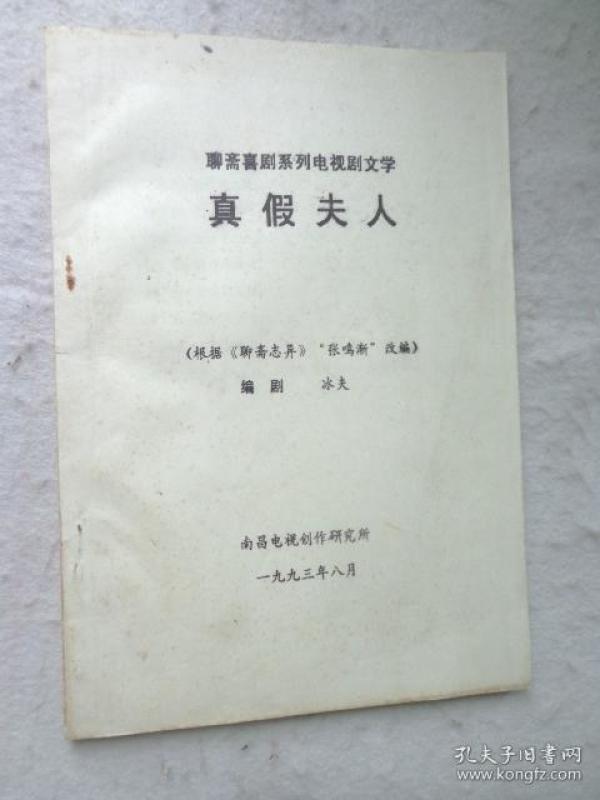 聊斋喜剧系列电视剧文学
真假夫人
(根据《聊斋志异》“张鸣渐”改编)
编剧 冰夫
南昌电视创作研究所
一九九三年八月
孔夫子旧书网
www.kongfz.com